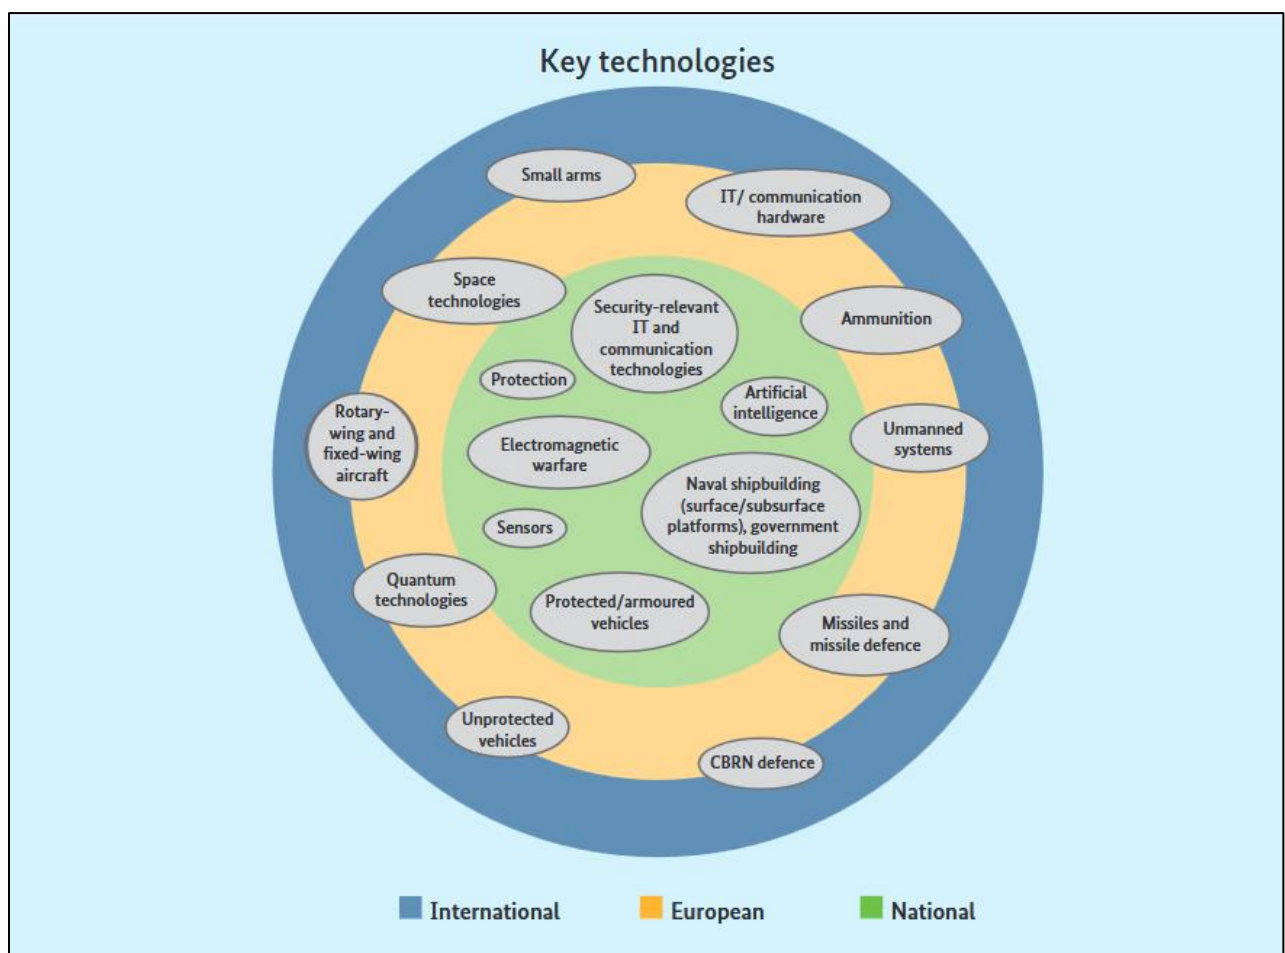 Key technologies
Small arms
IT/ communication
hardware
Space
technologies
Security-relevant
IT and
communication
technologies
Ammunition
Protection
Artificial
intelligence
Rotary-
wing and
fixed-wing
aircraft
Electromagnetic
warfare
Unmanned
systems
Naval shipbuilding
(surface/subsurface
platforms), government
shipbuilding
Sensors
Quantum
technologies
Protected/armoured
vehicles
Missiles and
missile defence
Unprotected
vehicles
CBRN defence
International
European
National